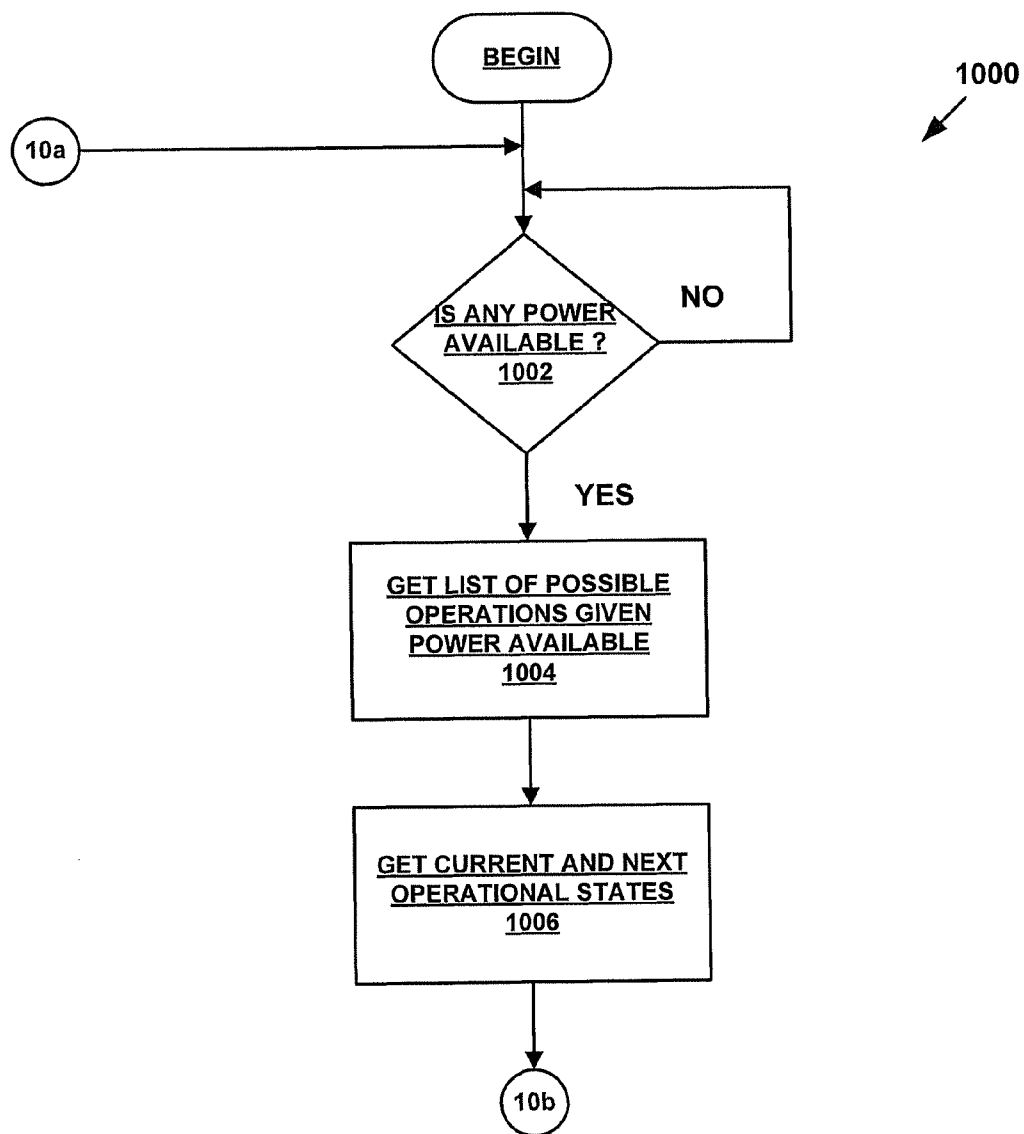 BEGIN
1000
10a
IS ANY POWER
AVAILABLE ?
1002
NO
YES
GET LIST OF POSSIBLE
OPERATIONS GIVEN
POWER AVAILABLE
1004
GET CURRENT AND NEXT
OPERATIONAL STATES
1006
10b